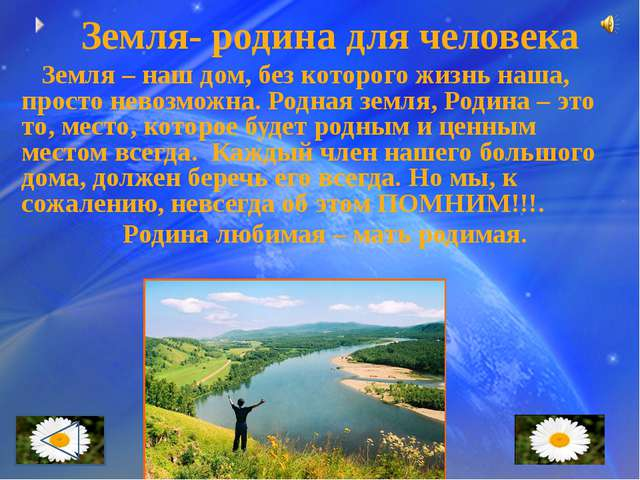 Земля- родина для человека
Земля – наш дом, без которого жизнь наша,
просто невозможна. Родная земля, Родина – это
то, место, которое будет родным и ценным
местом всегда. Каждый член нашего большого
дома, должен беречь его всегда. Но мы, к
сожалению, невсегда об этом ПОМНИМ!!!.
Родина любимая – мать родимая.